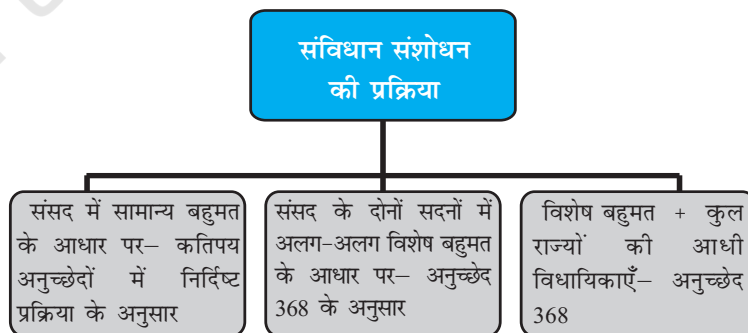 संविधान संशोधन
की प्रक्रिया
संसद में सामान्य बहुमत
के आधार पर– कतिपय
अनुच्छेदों में निर्दिष्ट
प्रक्रिया के अनुसार
संसद के दोनों सदनों में
अलग-अलग विशेष बहुमत
के आधार पर– अनुच्छेद
368 के अनुसार
विशेष बहुमत + कुल
राज्यों की आधी
विधायिकाएँ– अनुच्छेद
368